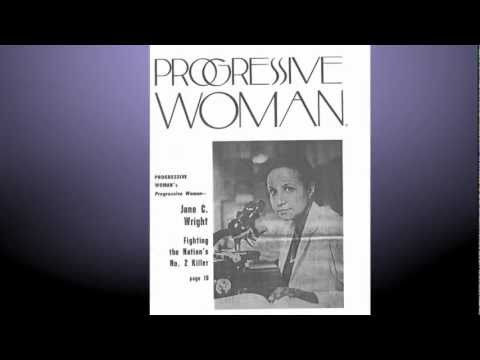 PROGRESSIVE
WOMAN
PROGRESSIVE
WOMAN's
Progressive Woman—
Jane C.
Wright
Fighting
the Nation's
No. 2 Killer
page 10